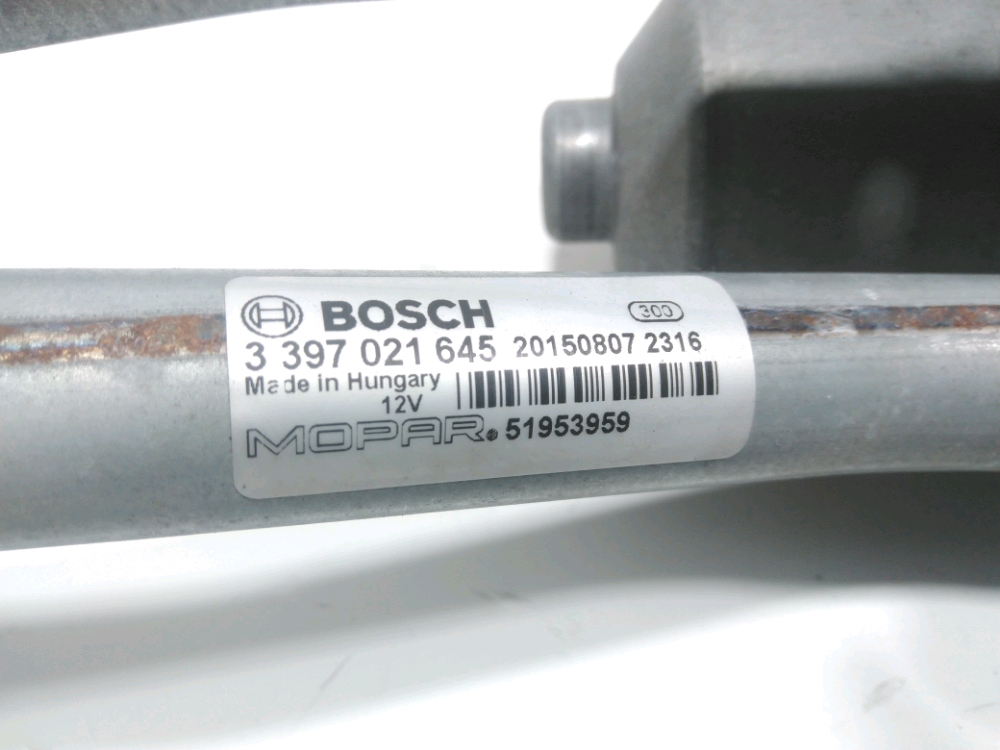 BOSCH 300
3 397 021 645 20150807 2316
Made in Hungary
12V
MOPAR® 51953959